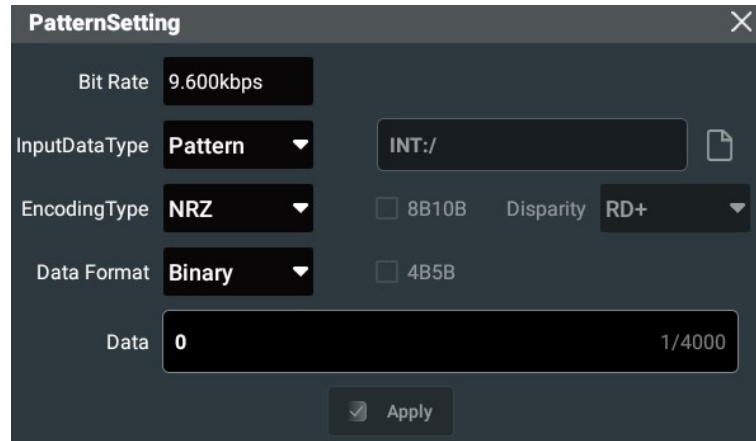 PatternSetting
Bit Rate 9.600kbps
InputDataType Pattern INT:/
EncodingType NRZ 8B10B Disparity RD+
Data Format Binary 4B5B
Data 0 1/4000
Apply